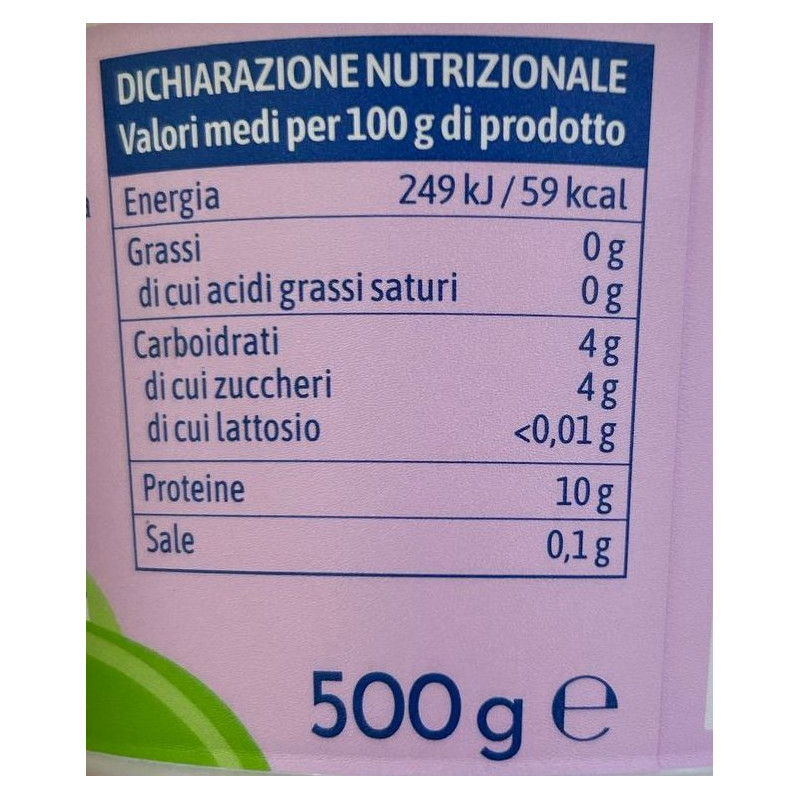 DICHIARAZIONE NUTRIZIONALE
Valori medi per 100 g di prodotto
Energia 249 kJ / 59 kcal
Grassi 0 g
di cui acidi grassi saturi 0 g
Carboidrati 4 g
di cui zuccheri 4 g
di cui lattosio <0,01 g
Proteine 10 g
Sale 0,1 g
500 g ℮